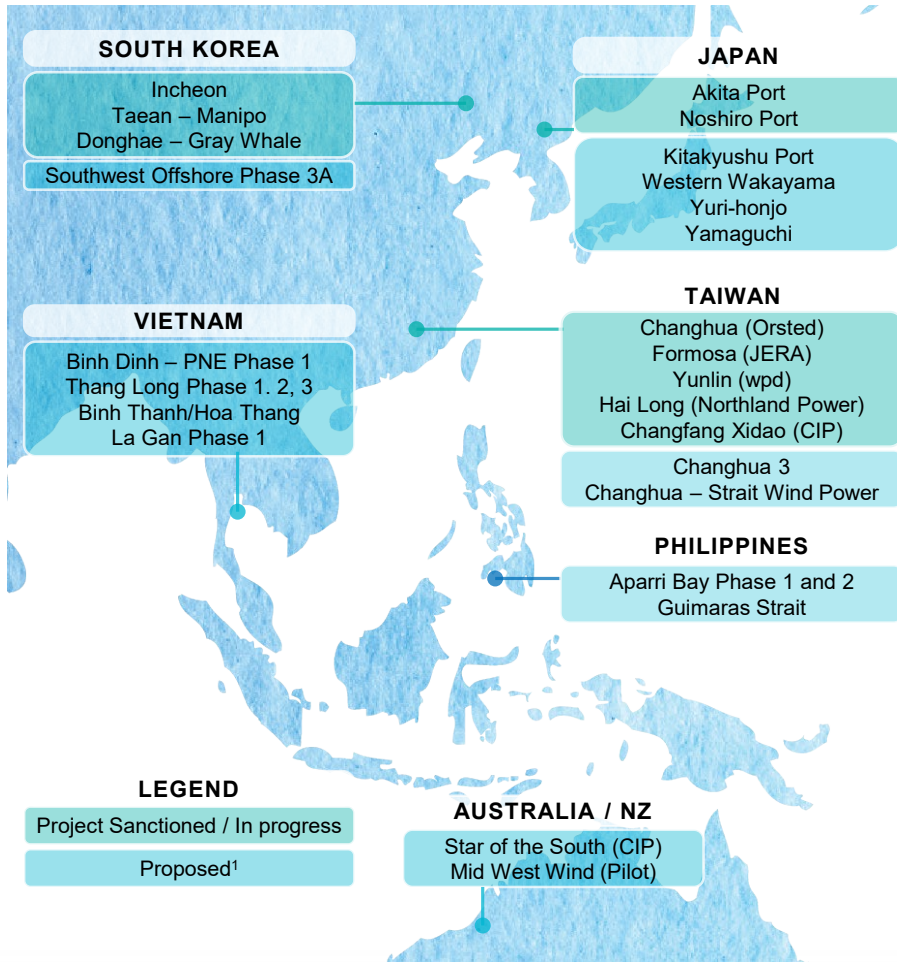 SOUTH KOREA
Incheon
Taean – Manipo
Donghae – Gray Whale
Southwest Offshore Phase 3A
JAPAN
Akita Port
Noshiro Port
Kitakyushu Port
Western Wakayama
Yuri-honjo
Yamaguchi
VIETNAM
Binh Dinh – PNE Phase 1
Thang Long Phase 1. 2, 3
Binh Thanh/Hoa Thang
La Gan Phase 1
TAIWAN
Changhua (Orsted)
Formosa (JERA)
Yunlin (wpd)
Hai Long (Northland Power)
Changfang Xidao (CIP)
Changhua 3
Changhua – Strait Wind Power
PHILIPPINES
Aparri Bay Phase 1 and 2
Guimaras Strait
LEGEND
Project Sanctioned / In progress
Proposed¹
AUSTRALIA / NZ
Star of the South (CIP)
Mid West Wind (Pilot)